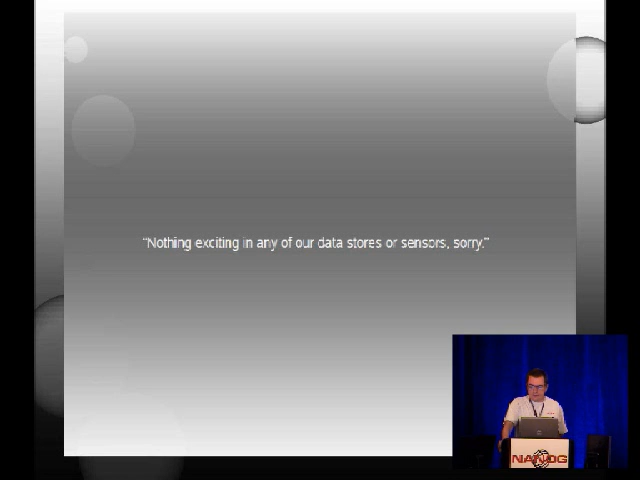 “Nothing exciting in any of our data stores or sensors, sorry.”
NANOG